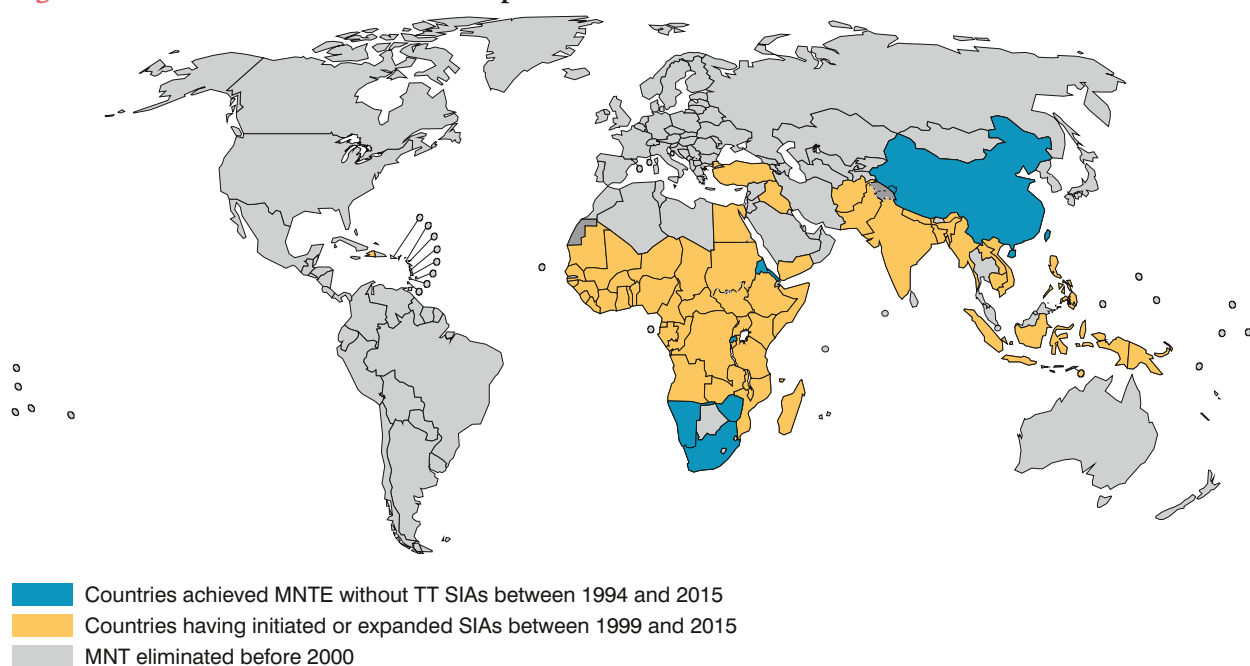 Countries achieved MNTE without TT SIAs between 1994 and 2015
Countries having initiated or expanded SIAs between 1999 and 2015
MNT eliminated before 2000